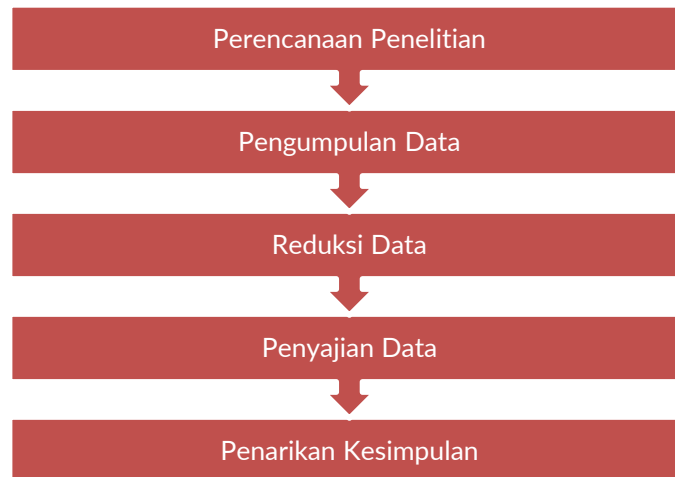 Perencanaan Penelitian
Pengumpulan Data
Reduksi Data
Penyajian Data
Penarikan Kesimpulan